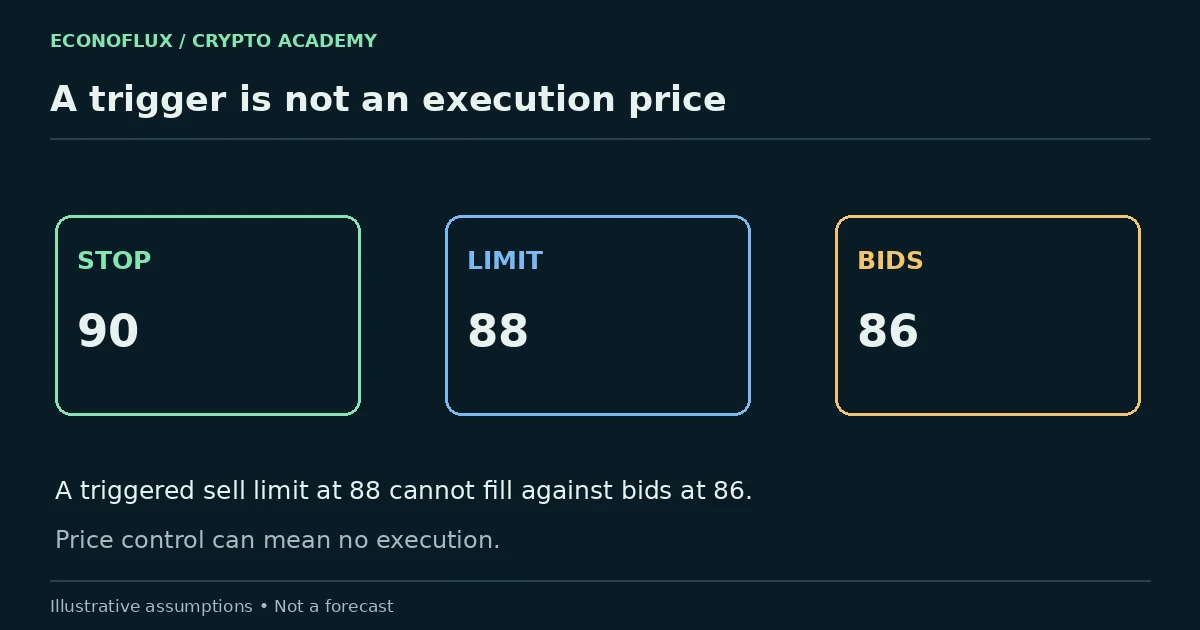 ECONOFLUX / CRYPTO ACADEMY
A trigger is not an execution price
STOP
90
LIMIT
88
BIDS
86
A triggered sell limit at 88 cannot fill against bids at 86.
Price control can mean no execution.
Illustrative assumptions • Not a forecast